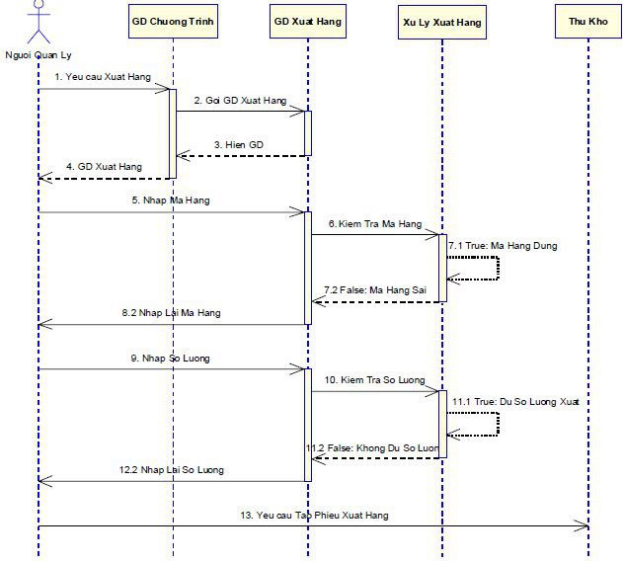 GD Chuong Trinh
GD Xuat Hang
Xu Ly Xuat Hang
Thu Kho
Nguoi Quan Ly
1. Yeu cau Xuat Hang
2. Goi GD Xuat Hang
3. Hien GD
4. GD Xuat Hang
5. Nhap Ma Hang
6. Kiem Tra Ma Hang
7.1 True: Ma Hang Dung
7.2 False: Ma Hang Sai
8.2 Nhap Lai Ma Hang
9. Nhap So Luong
10. Kiem Tra So Luong
11.1 True: Du So Luong Xuat
11.2 False: Khong Du So Luon
12.2 Nhap Lai So Luong
13. Yeu cau Tao Phieu Xuat Hang